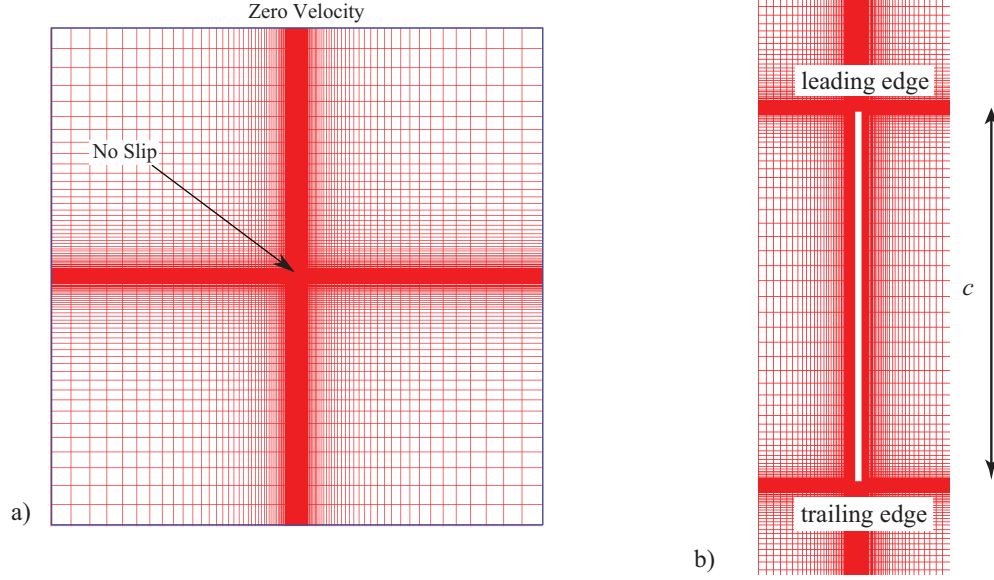 Zero Velocity
No Slip
a)
leading edge
c
trailing edge
b)